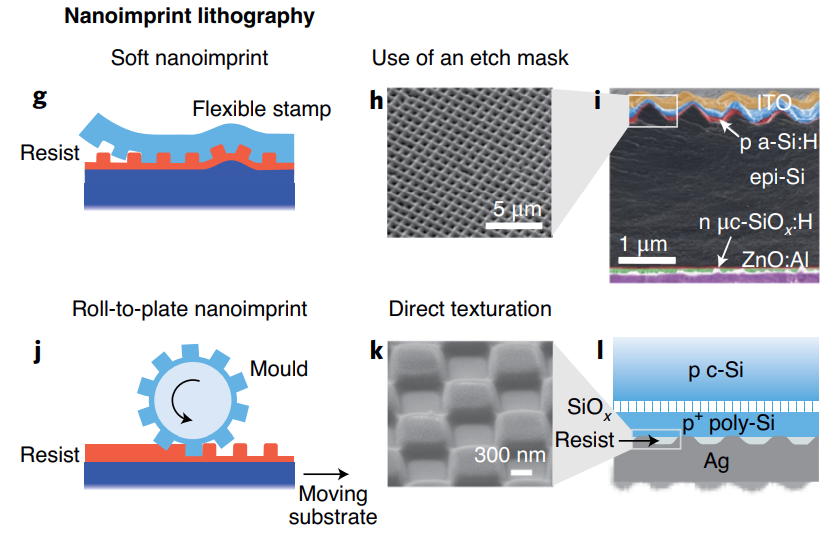 Nanoimprint lithography
Soft nanoimprint
Use of an etch mask
g
Flexible stamp
Resist
h
5 μm
i
ITO
p a-Si:H
epi-Si
n μc-SiOx:H
1 μm
ZnO:Al
Roll-to-plate nanoimprint
Direct texturation
j
Mould
Resist
Moving
substrate
k
300 nm
l
p c-Si
SiOx
p+ poly-Si
Resist
Ag